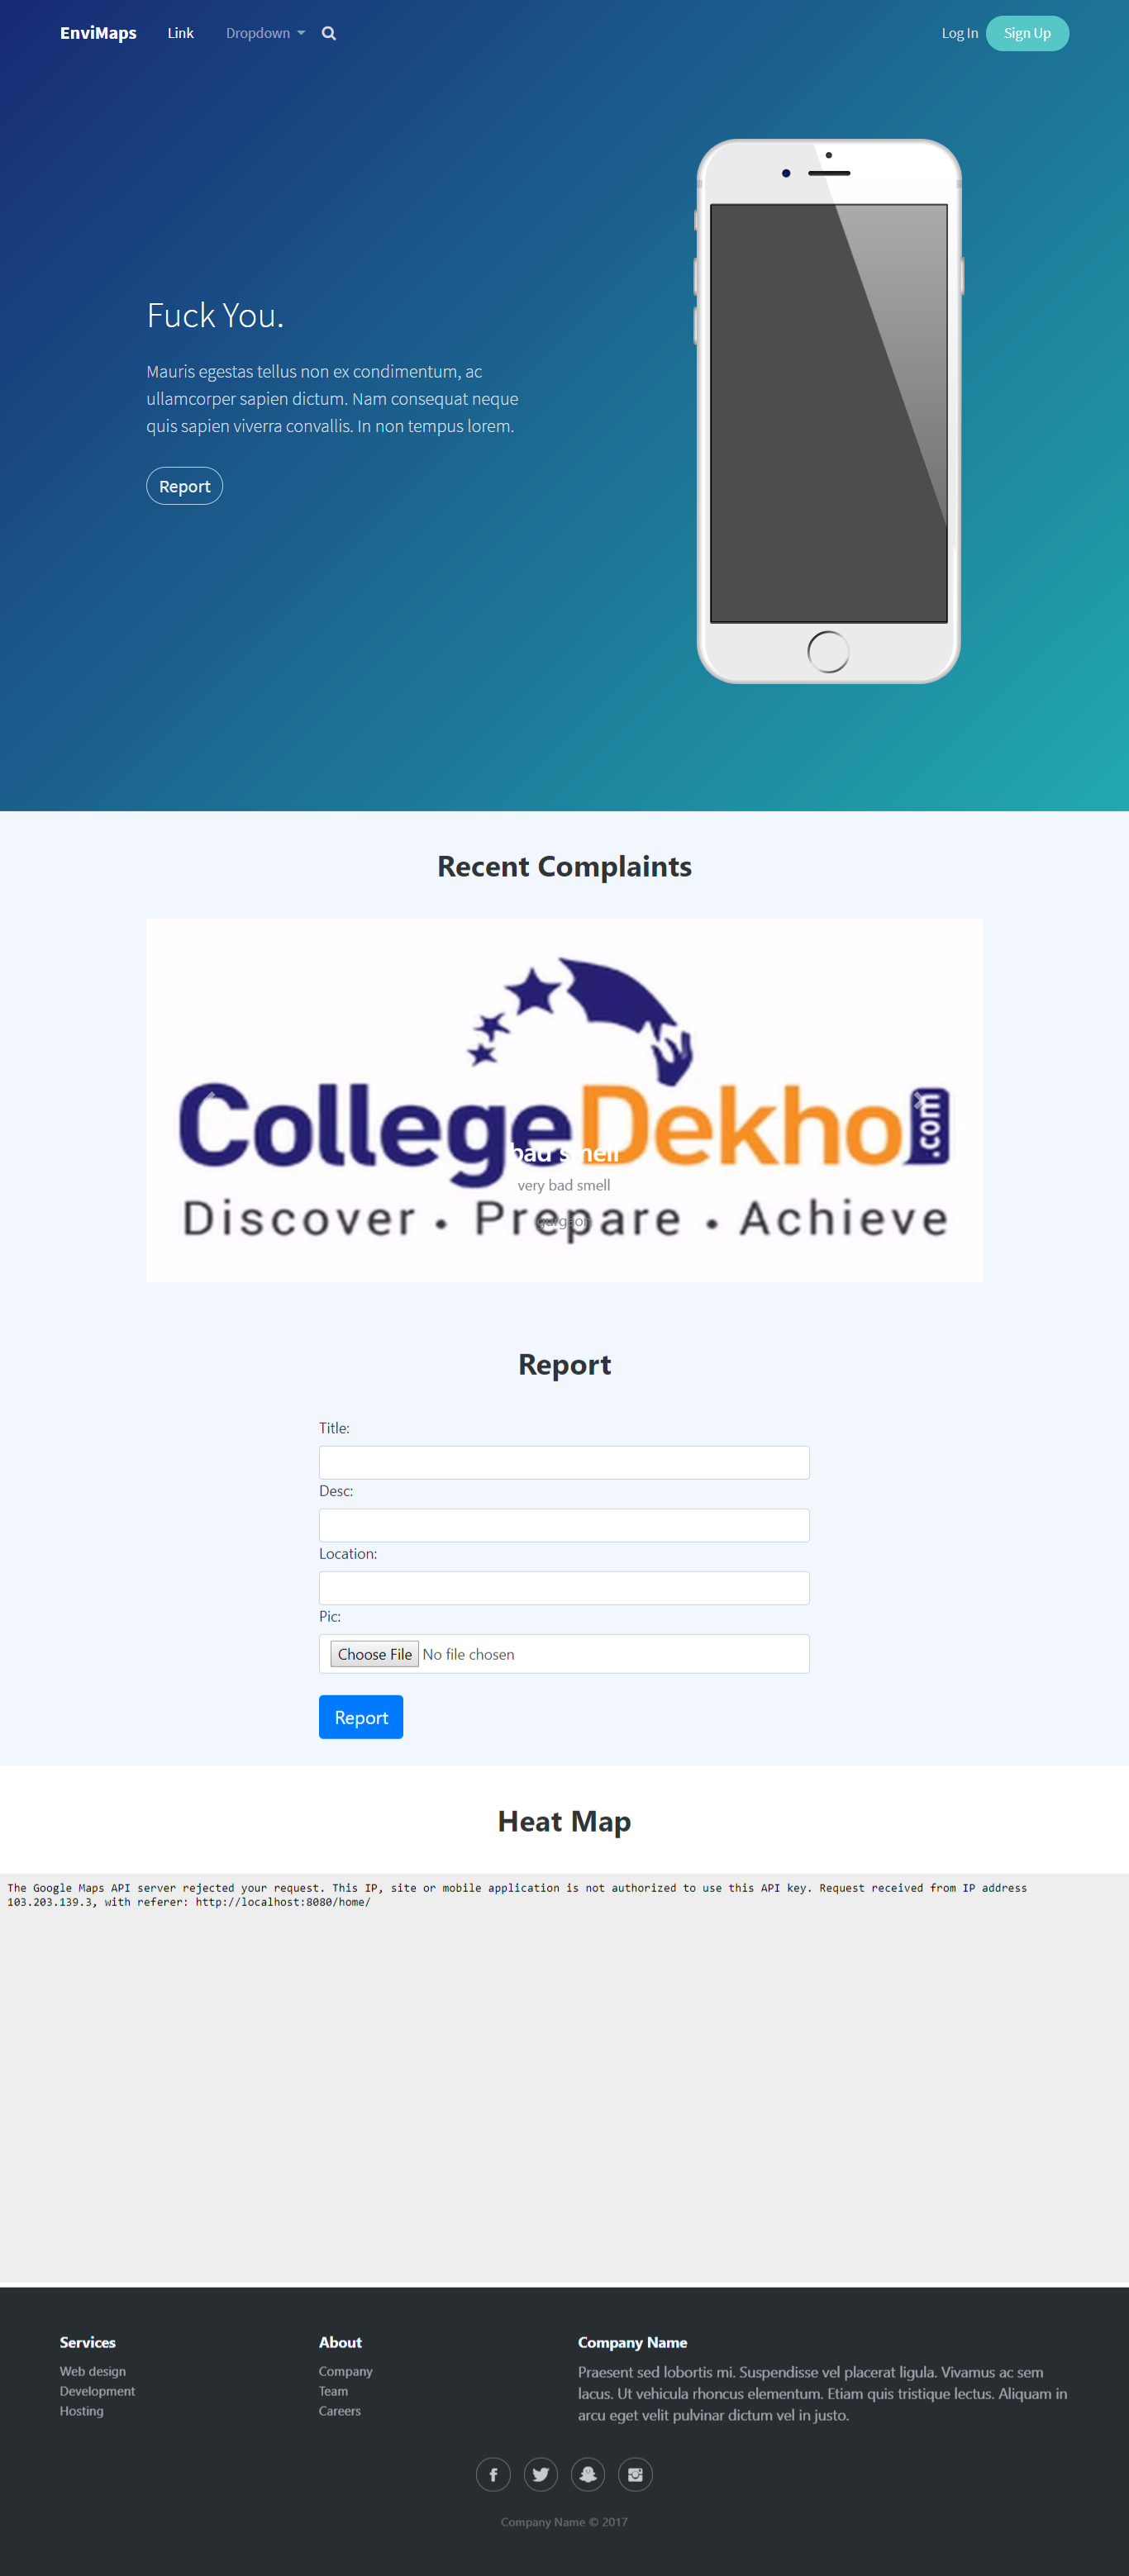 EnviMaps Link Dropdown Log In Sign Up
Fuck You.
Mauris egestas tellus non ex condimentum, ac
ullamcorper sapien dictum. Nam consequat neque
quis sapien viverra convallis. In non tempus lorem.
Report
Recent Complaints
CollegeDekho.com
bad smell
very bad smell
Discover • Prepare • Achieve
gurgaon
Report
Title:
Desc:
Location:
Pic:
Choose File No file chosen
Report
Heat Map
The Google Maps API server rejected your request. This IP, site or mobile application is not authorized to use this API key. Request received from IP address
103.203.139.3, with referer: http://localhost:8080/home/
Services
Web design
Development
Hosting
About
Company
Team
Careers
Company Name
Praesent sed lobortis mi. Suspendisse vel placerat ligula. Vivamus ac sem
lacus. Ut vehicula rhoncus elementum. Etiam quis tristique lectus. Aliquam in
arcu eget velit pulvinar dictum vel in justo.
Company Name © 2017